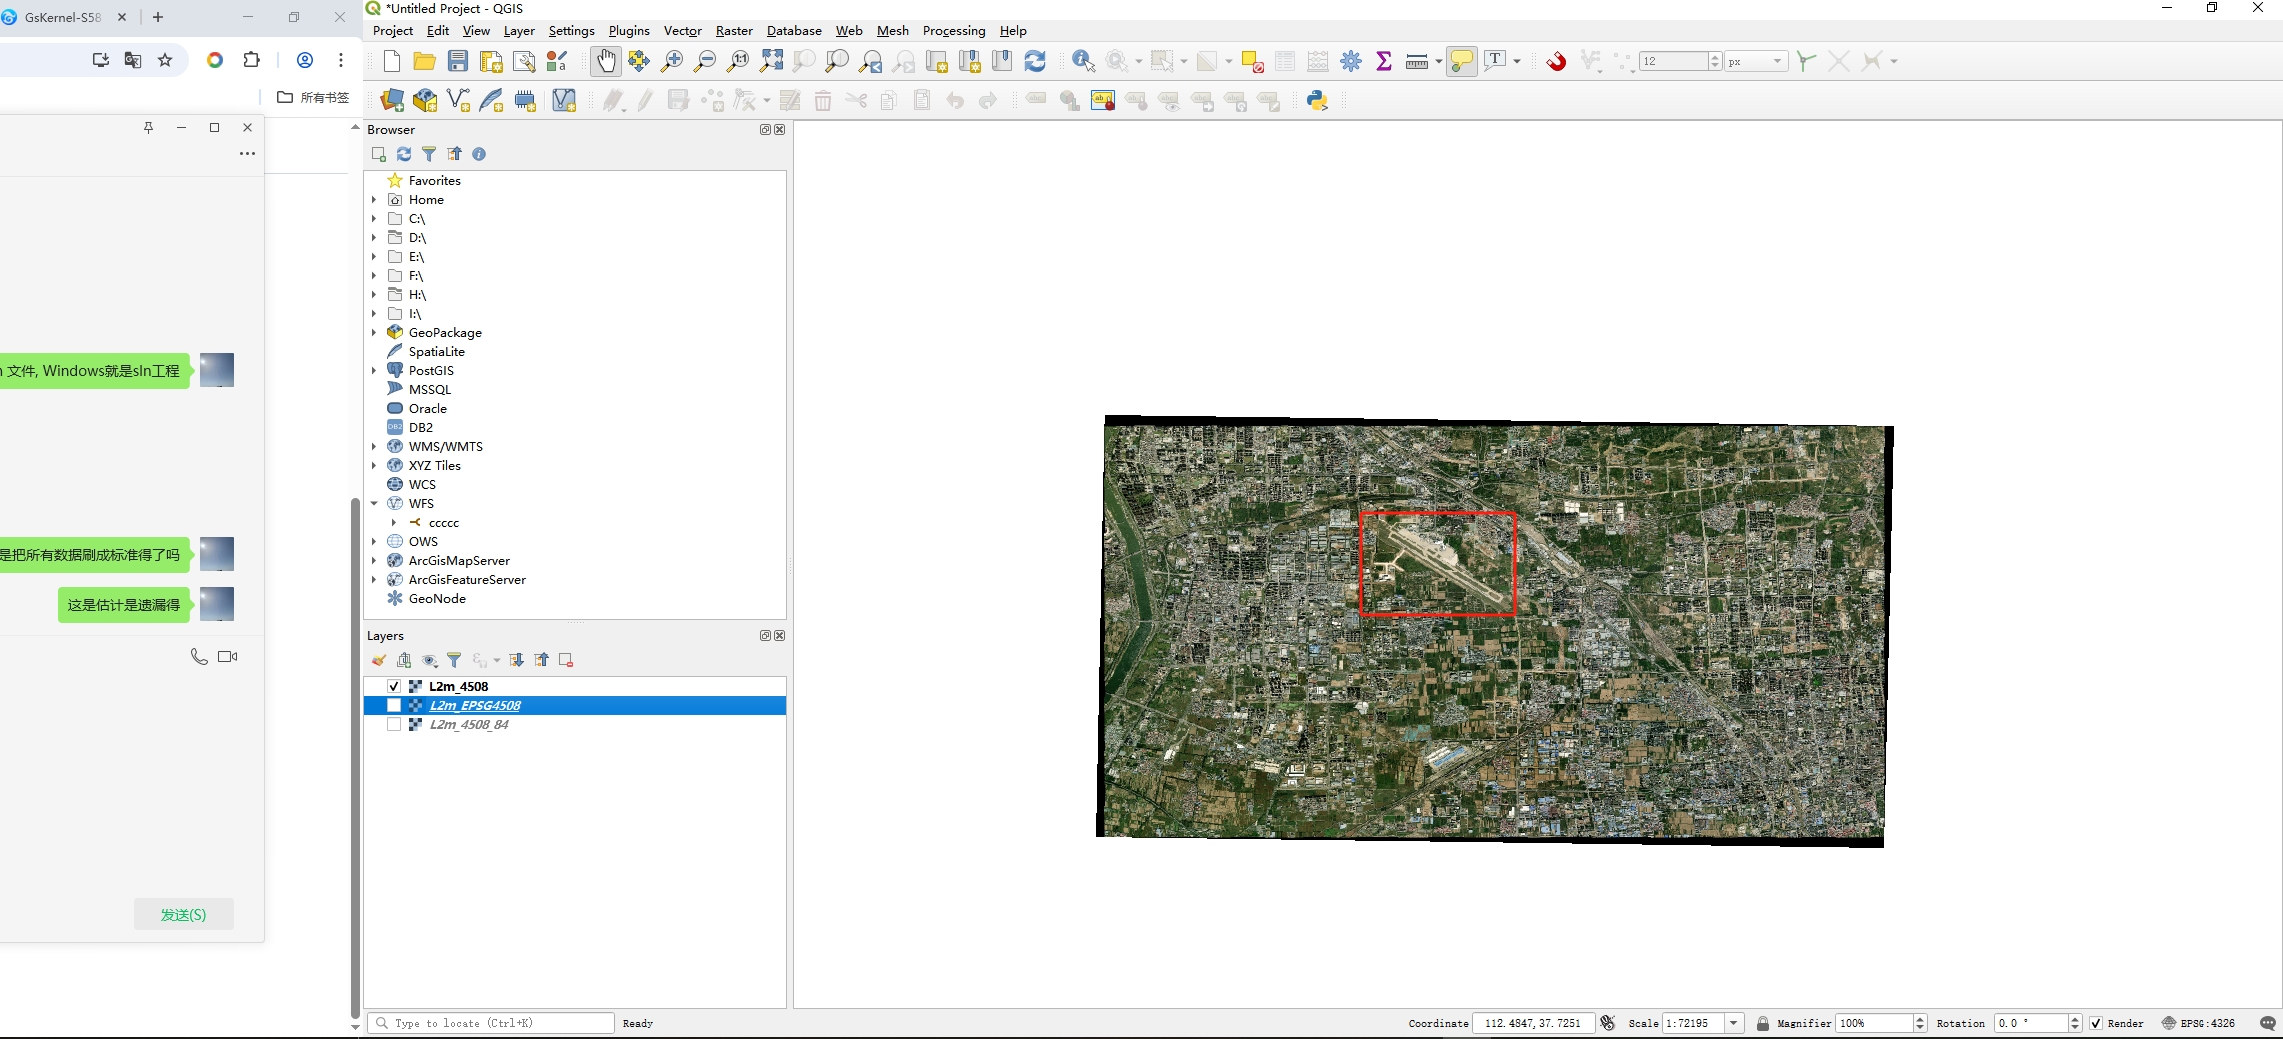 GsKernel-S58
所有书签
文件, Windows就是sln工程
是把所有数据刷成标准得了吗
这是估计是遗漏得
发送(S)
*Untitled Project - QGIS
Project Edit View Layer Settings Plugins Vector Raster Database Web Mesh Processing Help
12 px
Browser
Favorites
Home
C:\
D:\
E:\
F:\
H:\
I:\
GeoPackage
SpatiaLite
PostGIS
MSSQL
Oracle
DB2
WMS/WMTS
XYZ Tiles
WCS
WFS
ccccc
OWS
ArcGisMapServer
ArcGisFeatureServer
GeoNode
Layers
L2m_4508
L2m_EPSG4508
L2m_4508_84
Type to locate (Ctrl+K) Ready Coordinate 112.4847,37.7251 Scale 1:72195 Magnifier 100% Rotation 0.0 ° Render EPSG:4326